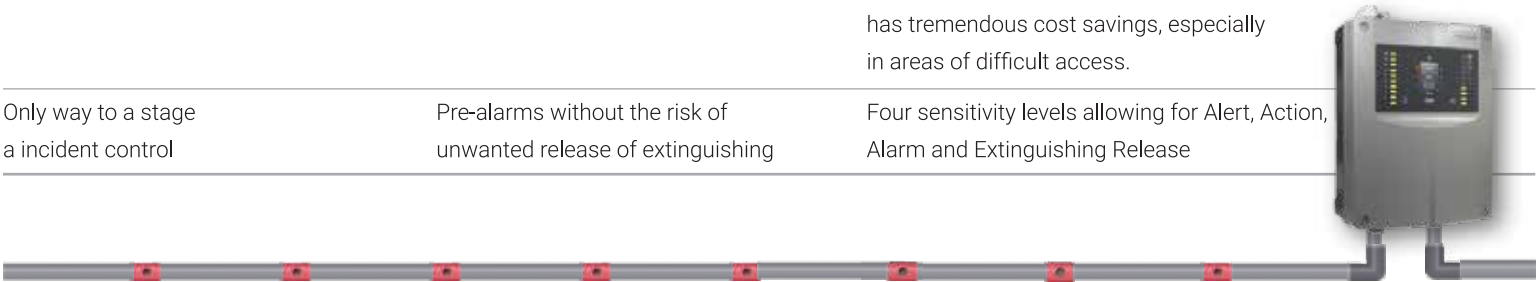 has tremendous cost savings, especially
in areas of difficult access.
Only way to a stage
a incident control
Pre-alarms without the risk of
unwanted release of extinguishing
Four sensitivity levels allowing for Alert, Action,
Alarm and Extinguishing Release